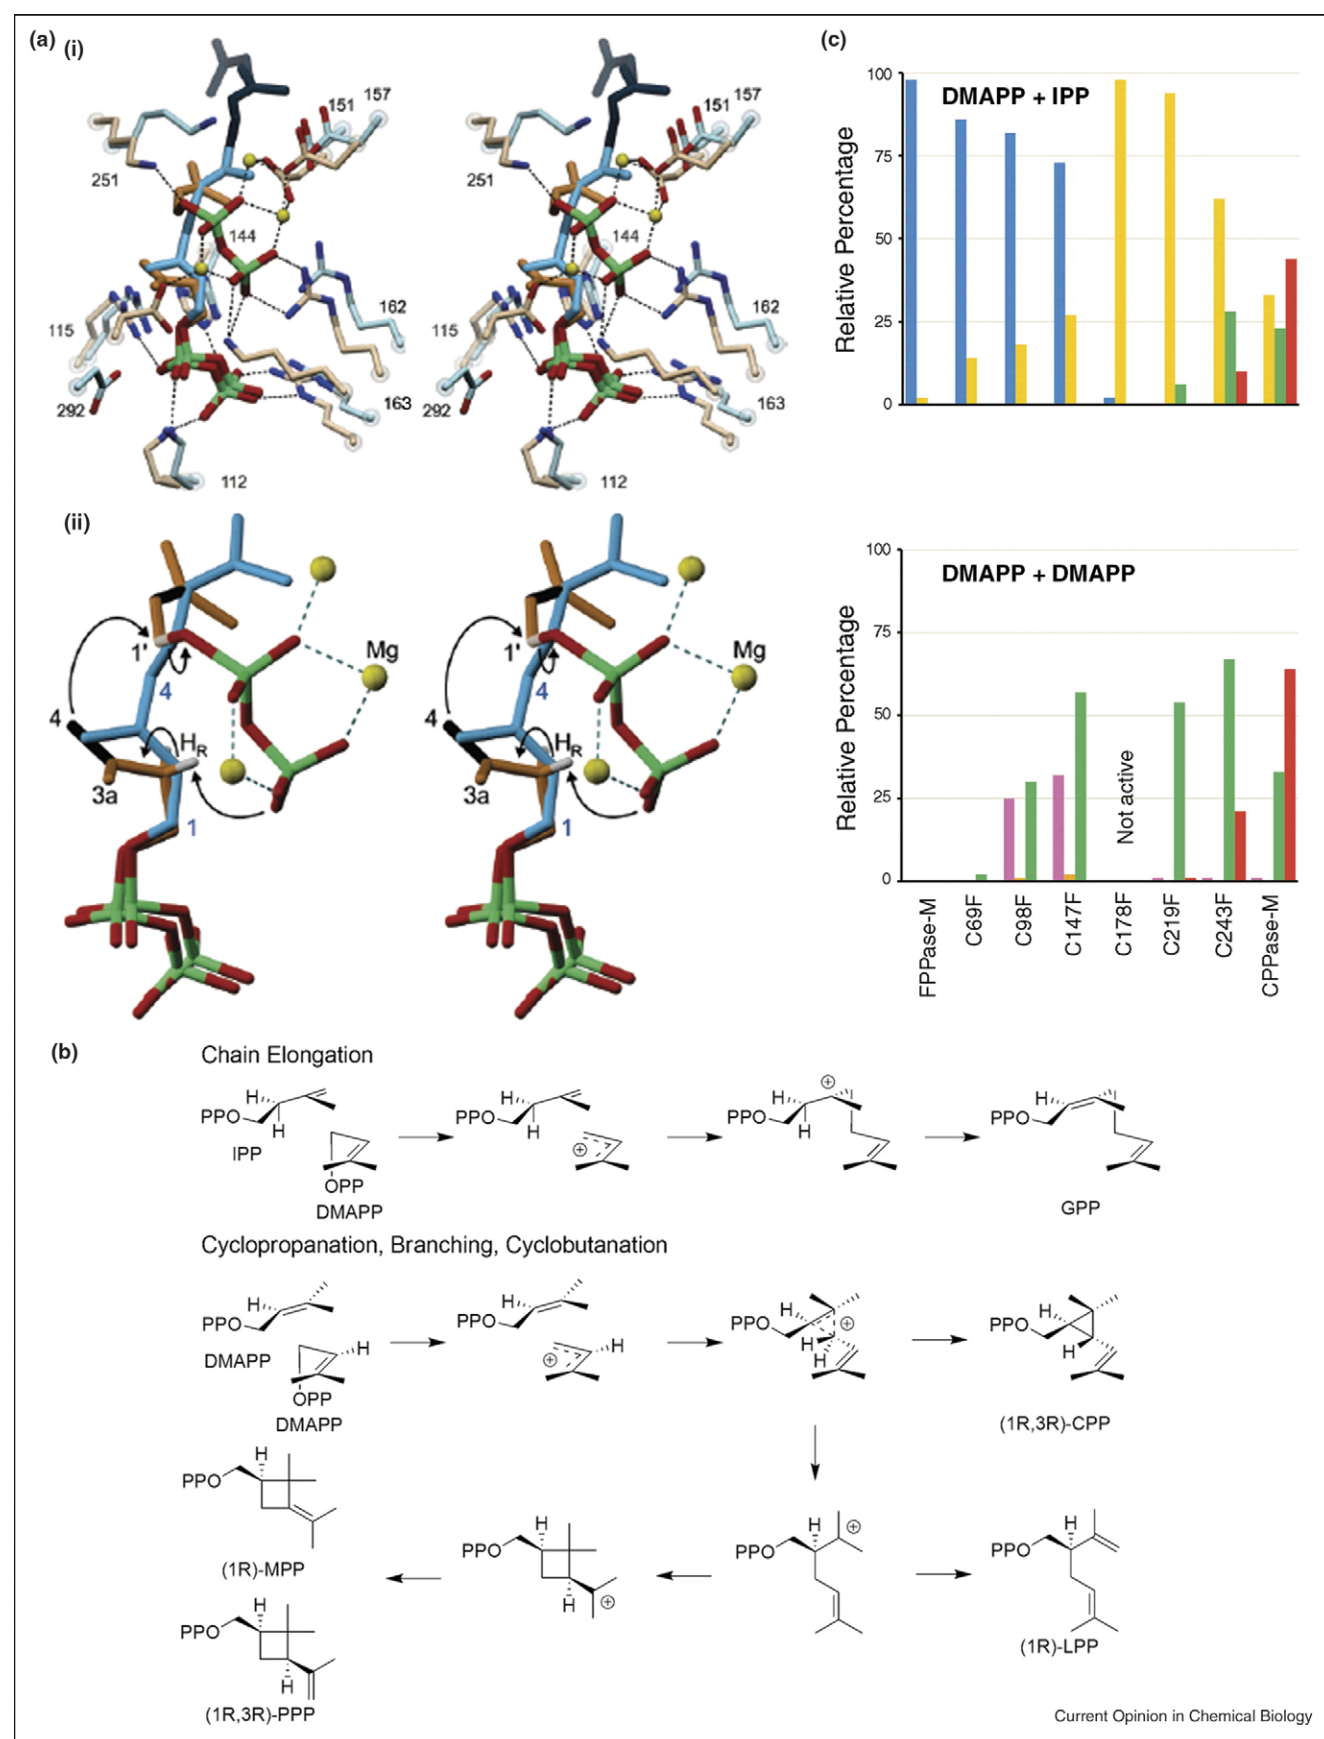 (a) (i)
151 157
251
144
162
115
292
163
112
151 157
251
144
162
115
292
163
112
(ii)
Mg
1'
4
4
H_R
3a
1
Mg
1'
4
4
H_R
3a
1
(c)
DMAPP + IPP
Relative Percentage
100
75
50
25
0
DMAPP + DMAPP
Relative Percentage
100
75
50
25
0
Not active
FPPase-M
C69F
C98F
C147F
C178F
C219F
C243F
CPPase-M
(b)
Chain Elongation
H H PPO IPP
OPP
DMAPP
H H PPO ⊕
⊕ H H PPO
H PPO
GPP
Cyclopropanation, Branching, Cyclobutanation
H PPO
DMAPP H
OPP
DMAPP
H PPO H ⊕
H PPO ⊕ H H
H PPO H
(1R,3R)-CPP
H
PPO
(1R)-MPP
H
PPO
H
(1R,3R)-PPP
H
PPO
H ⊕
H ⊕
PPO
H
PPO
(1R)-LPP
Current Opinion in Chemical Biology